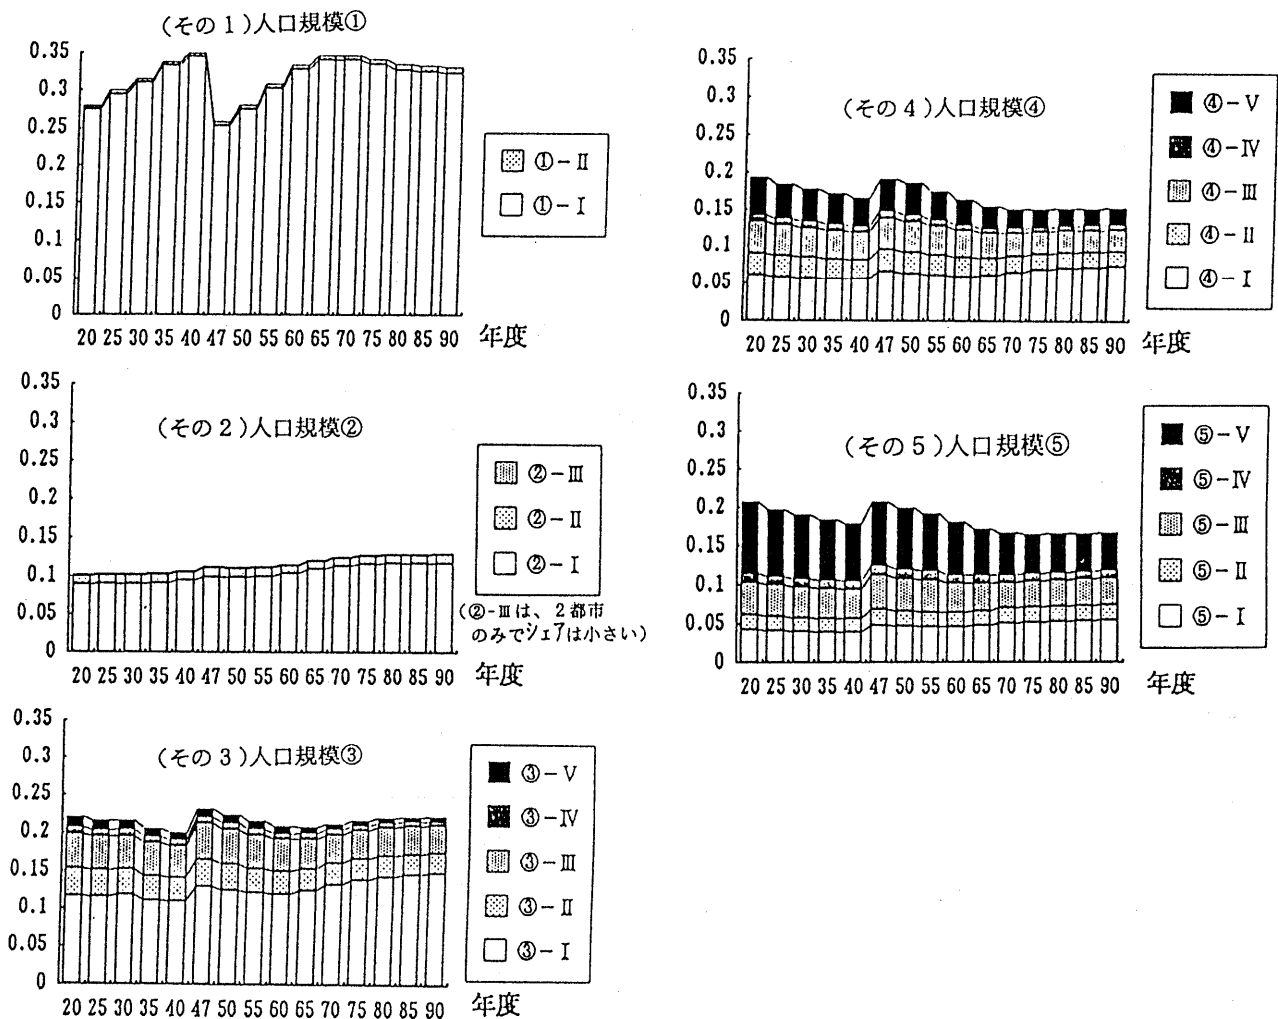 (その1)人口規模①
0.35
0.3
0.25
0.2
0.15
0.1
0.05
0
20 25 30 35 40 47 50 55 60 65 70 75 80 85 90 年度
①-II
①-I
(その2)人口規模②
0.35
0.3
0.25
0.2
0.15
0.1
0.05
0
20 25 30 35 40 47 50 55 60 65 70 75 80 85 90 年度
②-III
②-II
②-I
(②-IIIは、2都市
のみでシェアは小さい)
(その3)人口規模③
0.35
0.3
0.25
0.2
0.15
0.1
0.05
0
20 25 30 35 40 47 50 55 60 65 70 75 80 85 90 年度
③-V
③-IV
③-III
③-II
③-I
(その4)人口規模④
0.35
0.3
0.25
0.2
0.15
0.1
0.05
0
20 25 30 35 40 47 50 55 60 65 70 75 80 85 90 年度
④-V
④-IV
④-III
④-II
④-I
(その5)人口規模⑤
0.35
0.3
0.25
0.2
0.15
0.1
0.05
0
20 25 30 35 40 47 50 55 60 65 70 75 80 85 90 年度
⑤-V
⑤-IV
⑤-III
⑤-II
⑤-I